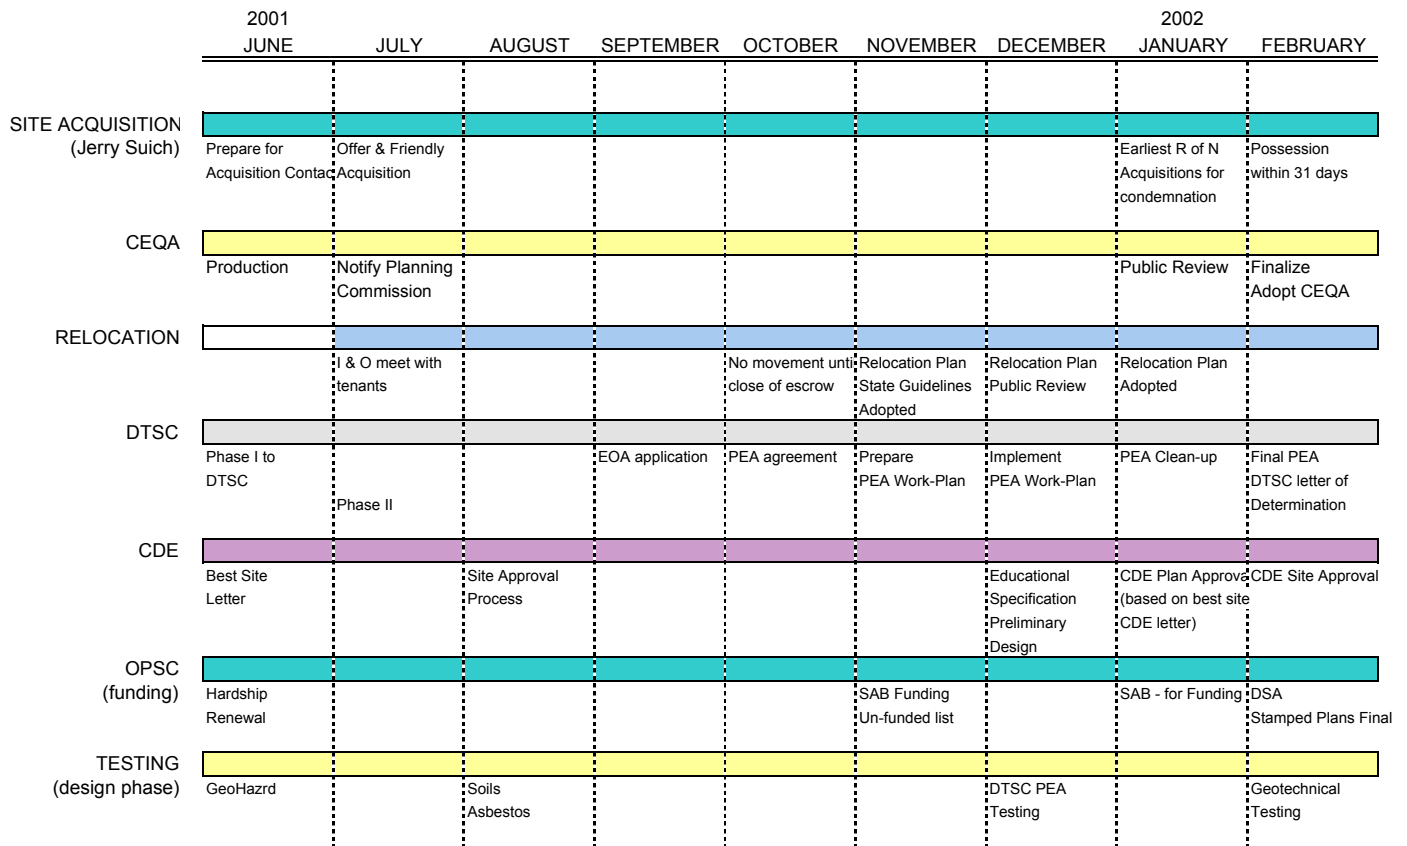 2001 2002
JUNE JULY AUGUST SEPTEMBER OCTOBER NOVEMBER DECEMBER JANUARY FEBRUARY
SITE ACQUISITION
(Jerry Suich)
Prepare for Offer & Friendly Earliest R of N Possession
Acquisition Contac Acquisition Acquisitions for within 31 days
condemnation
CEQA
Production Notify Planning Public Review Finalize
Commission Adopt CEQA
RELOCATION
I & O meet with No movement unti Relocation Plan Relocation Plan Relocation Plan
tenants close of escrow State Guidelines Public Review Adopted
Adopted
DTSC
Phase I to EOA application PEA agreement Prepare Implement PEA Clean-up Final PEA
DTSC PEA Work-Plan PEA Work-Plan DTSC letter of
Phase II Determination
CDE
Best Site Site Approval Educational CDE Plan Approva CDE Site Approval
Letter Process Specification (based on best site
Preliminary CDE letter)
Design
OPSC
(funding)
Hardship SAB Funding SAB - for Funding DSA
Renewal Un-funded list Stamped Plans Final
TESTING
(design phase)
GeoHazrd Soils DTSC PEA Geotechnical
Asbestos Testing Testing